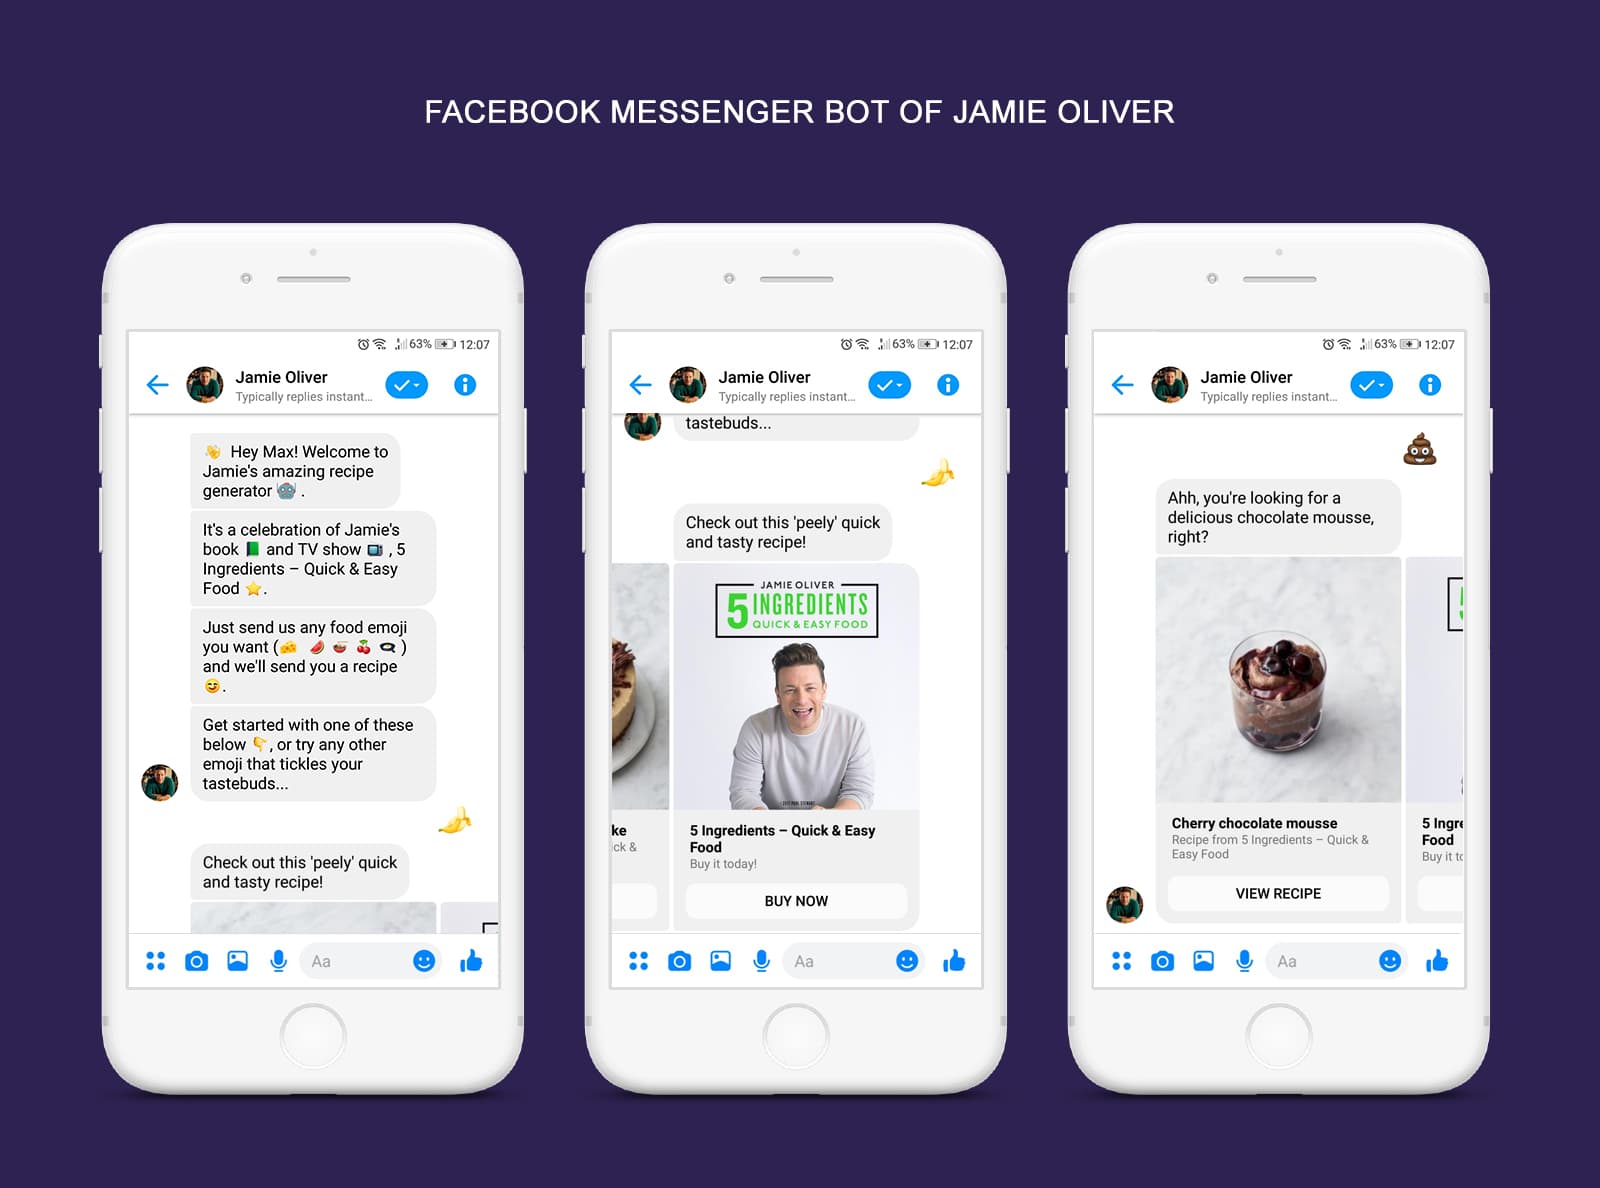 FACEBOOK MESSENGER BOT OF JAMIE OLIVER
63% 12:07
Jamie Oliver
Typically replies instant...
👋 Hey Max! Welcome to
Jamie's amazing recipe
generator 🤖 .
It's a celebration of Jamie's
book 📗 and TV show 📺 , 5
Ingredients – Quick & Easy
Food ⭐.
Just send us any food emoji
you want (🧀 🍉 🍜 🍒 🍳 )
and we'll send you a recipe
😋.
Get started with one of these
below 👇, or try any other
emoji that tickles your
tastebuds...
🍌
Check out this 'peely' quick
and tasty recipe!
Aa
63% 12:07
Jamie Oliver
Typically replies instant...
tastebuds...
🍌
Check out this 'peely' quick
and tasty recipe!
JAMIE OLIVER
5 INGREDIENTS
QUICK & EASY FOOD
ke
ck &
5 Ingredients – Quick & Easy
Food
Buy it today!
BUY NOW
Aa
63% 12:07
Jamie Oliver
Typically replies instant...
💩
Ahh, you're looking for a
delicious chocolate mousse,
right?
Cherry chocolate mousse
Recipe from 5 Ingredients – Quick &
Easy Food
VIEW RECIPE
5 Ingre
Food
Buy it to
Aa